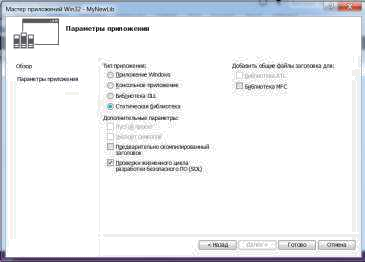 Мастер приложений Win32 - MyNewLib
Параметры приложения
Обзор
Параметры приложения
Тип приложения:
Приложение Windows
Консольное приложение
Библиотека DLL
Статическая библиотека
Дополнительные параметры:
Пустой проект
Экспорт символов
Предварительно скомпилированный
заголовок
Проверки жизненного цикла
разработки безопасного ПО (SDL)
Добавить общие файлы заголовка для:
Библиотека ATL
Библиотека MFC
< Назад
Далее >
Готово
Отмена